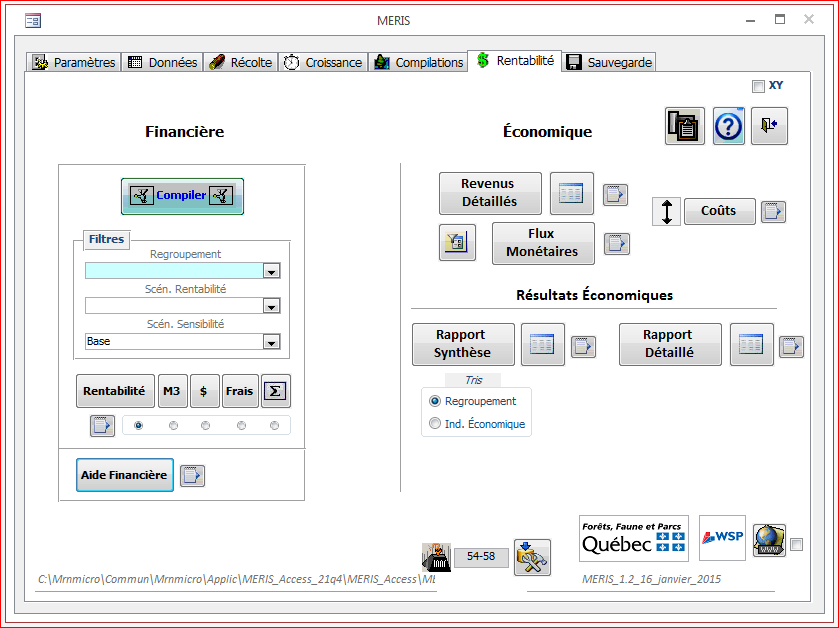 MERIS
Paramètres
Données
Récolte
Croissance
Compilations
$
Rentabilité
Sauvegarde
XY
Financière
Économique
?
Compiler
Filtres
Regroupement
Scén. Rentabilité
Scén. Sensibilité
Base
Rentabilité
M3
$
Frais
Σ
Aide Financière
Revenus
Détaillés
Flux
Monétaires
Coûts
Résultats Économiques
Rapport
Synthèse
Rapport
Détaillé
Tris
Regroupement
Ind. Économique
54-58
Forêts, Faune et Parcs
Québec
WSP
WWW
C:\Mrnmicro\Commun\Mrnmicro\Applic\MERIS_Access_21q4\MERIS_Access\ME
MERIS_1.2_16_janvier_2015